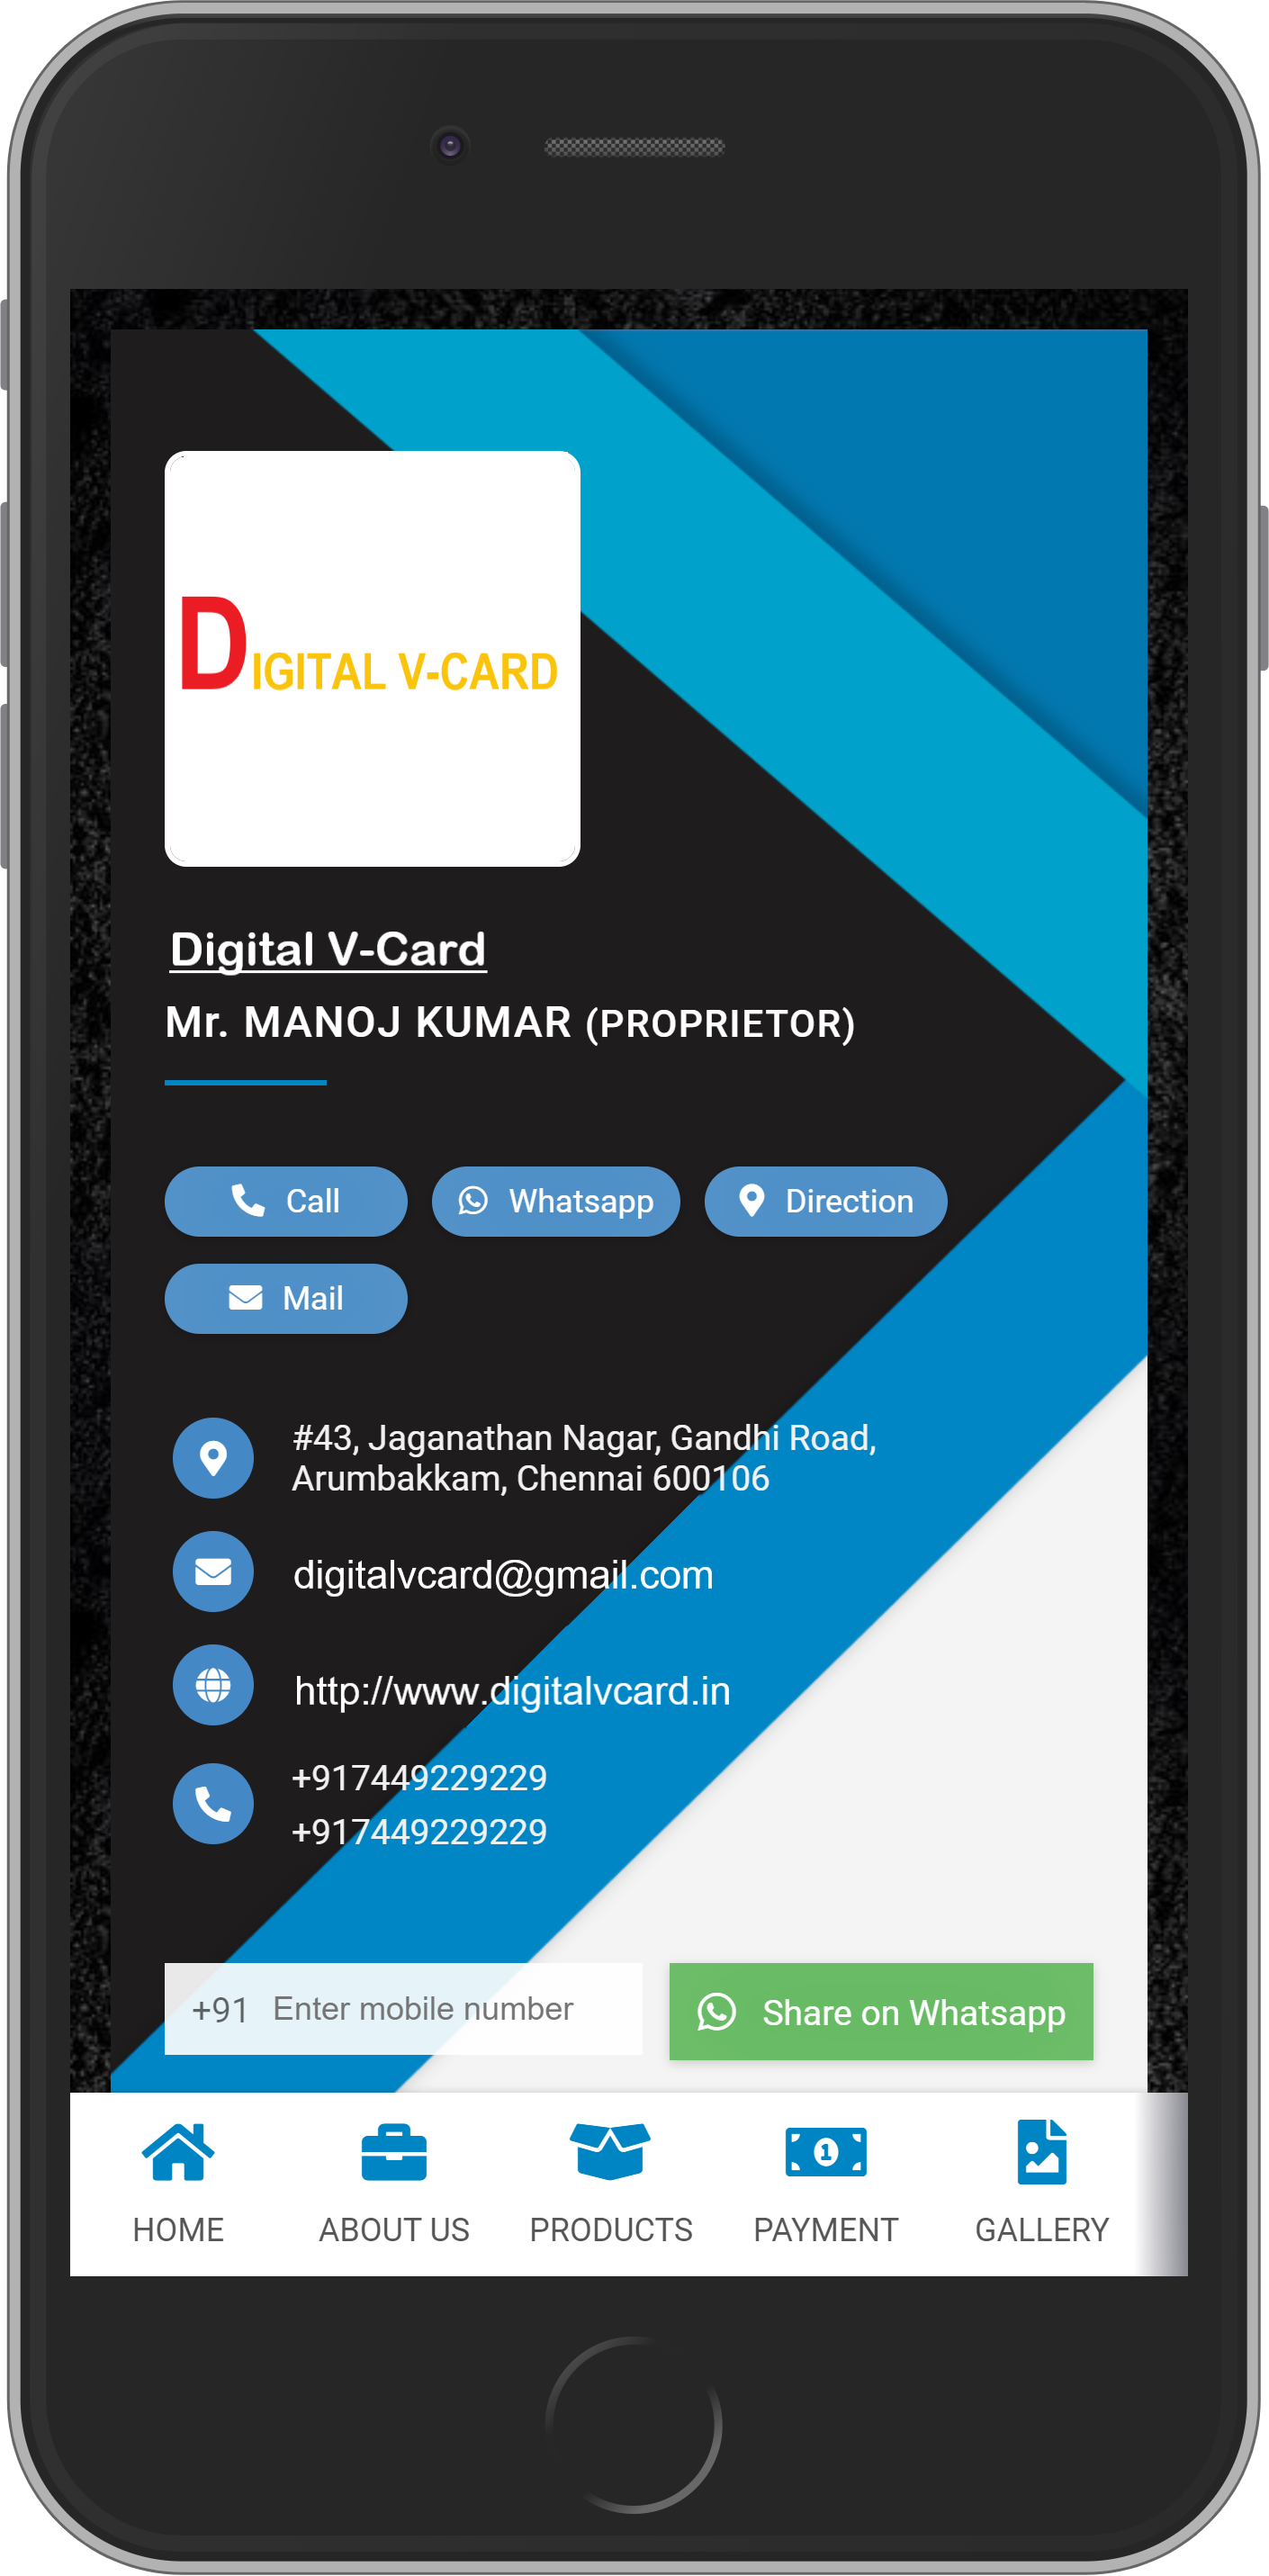 DIGITAL V-CARD
Digital V-Card
Mr. MANOJ KUMAR (PROPRIETOR)
Call
Whatsapp
Direction
Mail
#43, Jaganathan Nagar, Gandhi Road,
Arumbakkam, Chennai 600106
digitalvcard@gmail.com
http://www.digitalvcard.in
+917449229229
+917449229229
+91 Enter mobile number
Share on Whatsapp
1
HOME
ABOUT US
PRODUCTS
PAYMENT
GALLERY